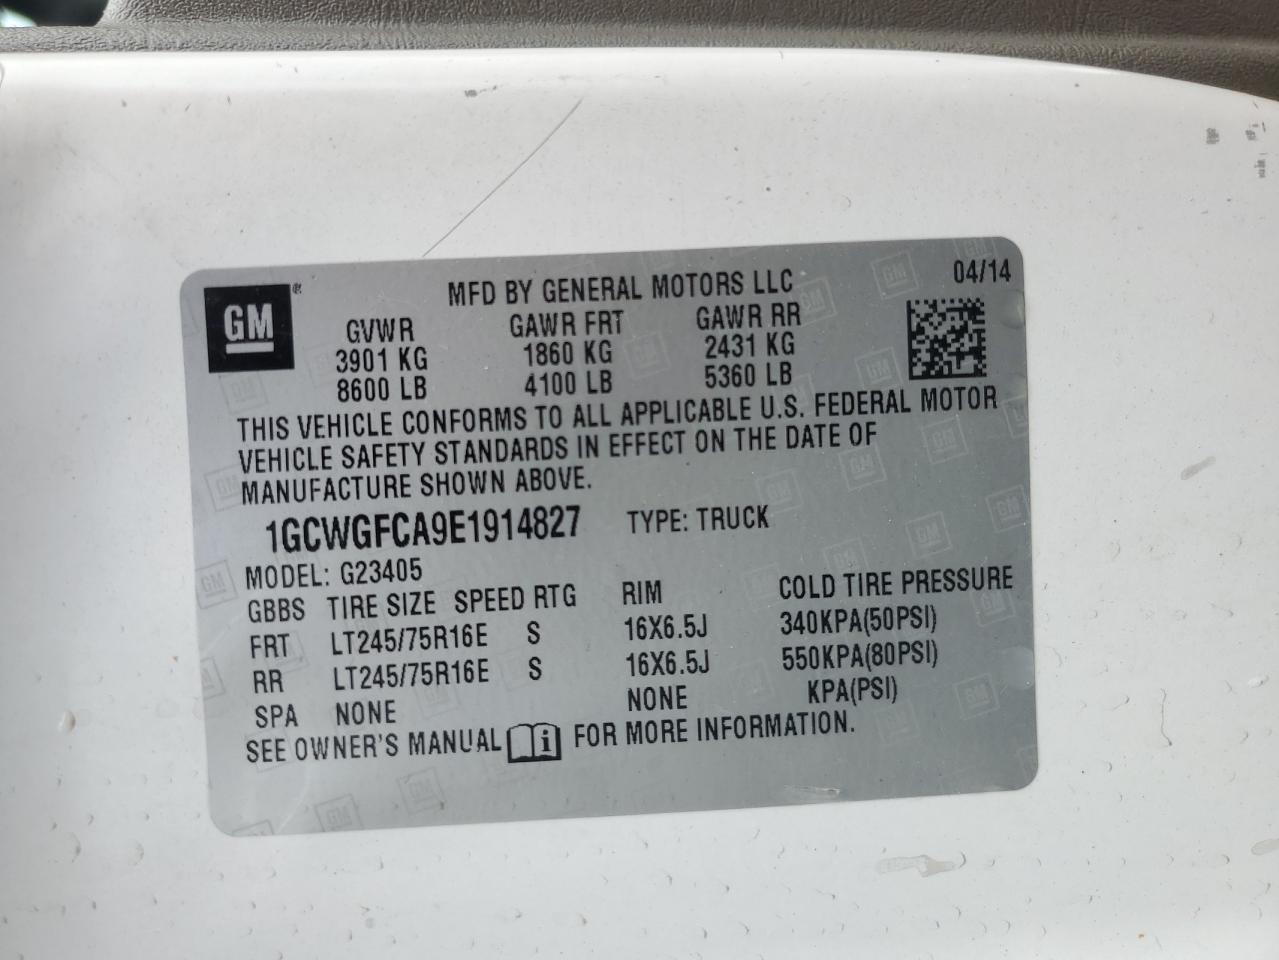 GM®
MFD BY GENERAL MOTORS LLC 04/14
GVWR GAWR FRT GAWR RR
3901 KG 1860 KG 2431 KG
8600 LB 4100 LB 5360 LB
THIS VEHICLE CONFORMS TO ALL APPLICABLE U.S. FEDERAL MOTOR
VEHICLE SAFETY STANDARDS IN EFFECT ON THE DATE OF
MANUFACTURE SHOWN ABOVE.
1GCWGFCA9E1914827 TYPE: TRUCK
MODEL: G23405
GBBS TIRE SIZE SPEED RTG RIM COLD TIRE PRESSURE
FRT LT245/75R16E S 16X6.5J 340KPA(50PSI)
RR LT245/75R16E S 16X6.5J 550KPA(80PSI)
SPA NONE NONE KPA(PSI)
SEE OWNER'S MANUAL i FOR MORE INFORMATION.